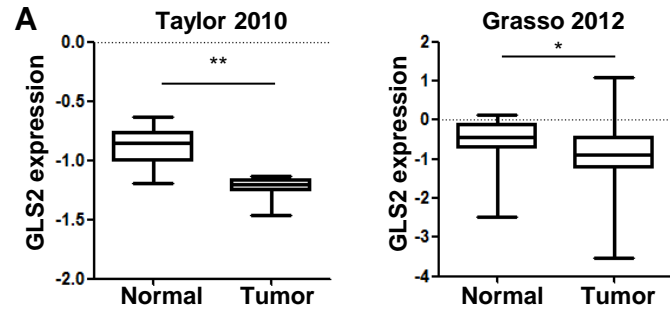 A
Taylor 2010
GLS2 expression
0.0
-0.5
-1.0
-1.5
-2.0
**
Normal Tumor
Grasso 2012
GLS2 expression
2
1
0
-1
-2
-3
-4
*
Normal Tumor